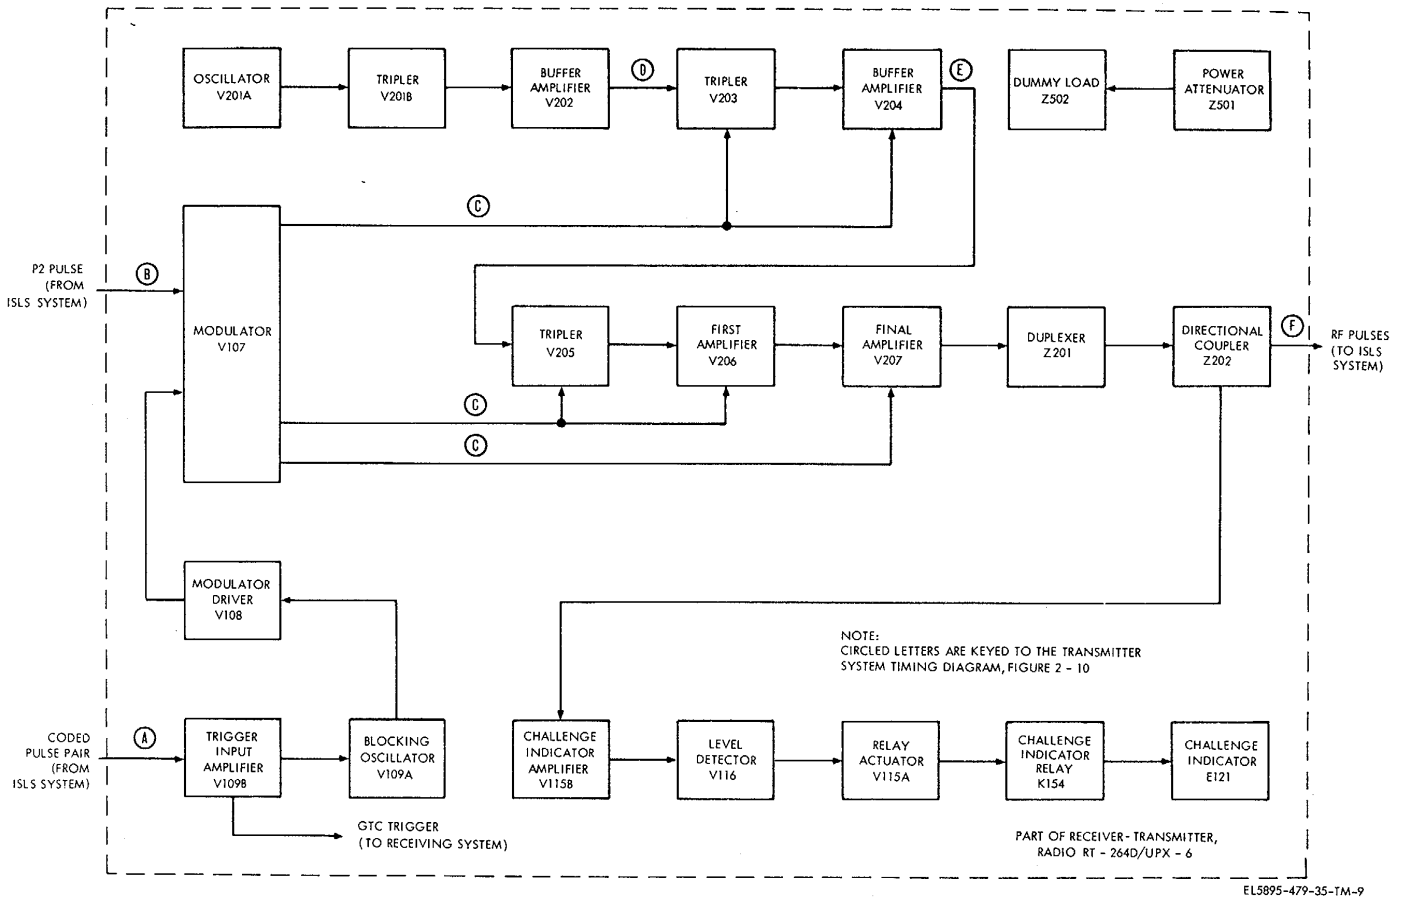 OSCILLATOR
V201A
TRIPLER
V201B
BUFFER
AMPLIFIER
V202
D
TRIPLER
V203
BUFFER
AMPLIFIER
V204
E
DUMMY LOAD
Z502
POWER
ATTENUATOR
Z501
C
P2 PULSE
(FROM
ISLS SYSTEM)
B
MODULATOR
V107
TRIPLER
V205
FIRST
AMPLIFIER
V206
FINAL
AMPLIFIER
V207
DUPLEXER
Z201
DIRECTIONAL
COUPLER
Z202
F
RF PULSES
(TO ISLS
SYSTEM)
C
C
MODULATOR
DRIVER
V108
NOTE:
CIRCLED LETTERS ARE KEYED TO THE TRANSMITTER
SYSTEM TIMING DIAGRAM, FIGURE 2 - 10
CODED
PULSE PAIR
(FROM
ISLS SYSTEM)
A
TRIGGER
INPUT
AMPLIFIER
V109B
BLOCKING
OSCILLATOR
V109A
CHALLENGE
INDICATOR
AMPLIFIER
V115B
LEVEL
DETECTOR
V116
RELAY
ACTUATOR
V115A
CHALLENGE
INDICATOR
RELAY
K154
CHALLENGE
INDICATOR
E121
GTC TRIGGER
(TO RECEIVING SYSTEM)
PART OF RECEIVER-TRANSMITTER,
RADIO RT - 264D/UPX - 6
EL5895-479-35-TM-9